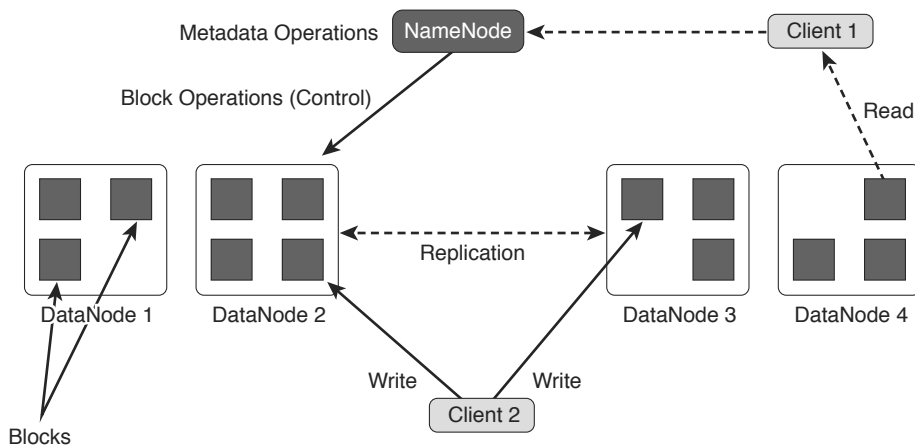 Metadata Operations
NameNode
Client 1
Block Operations (Control)
Read
Replication
DataNode 1
DataNode 2
DataNode 3
DataNode 4
Write
Write
Client 2
Blocks